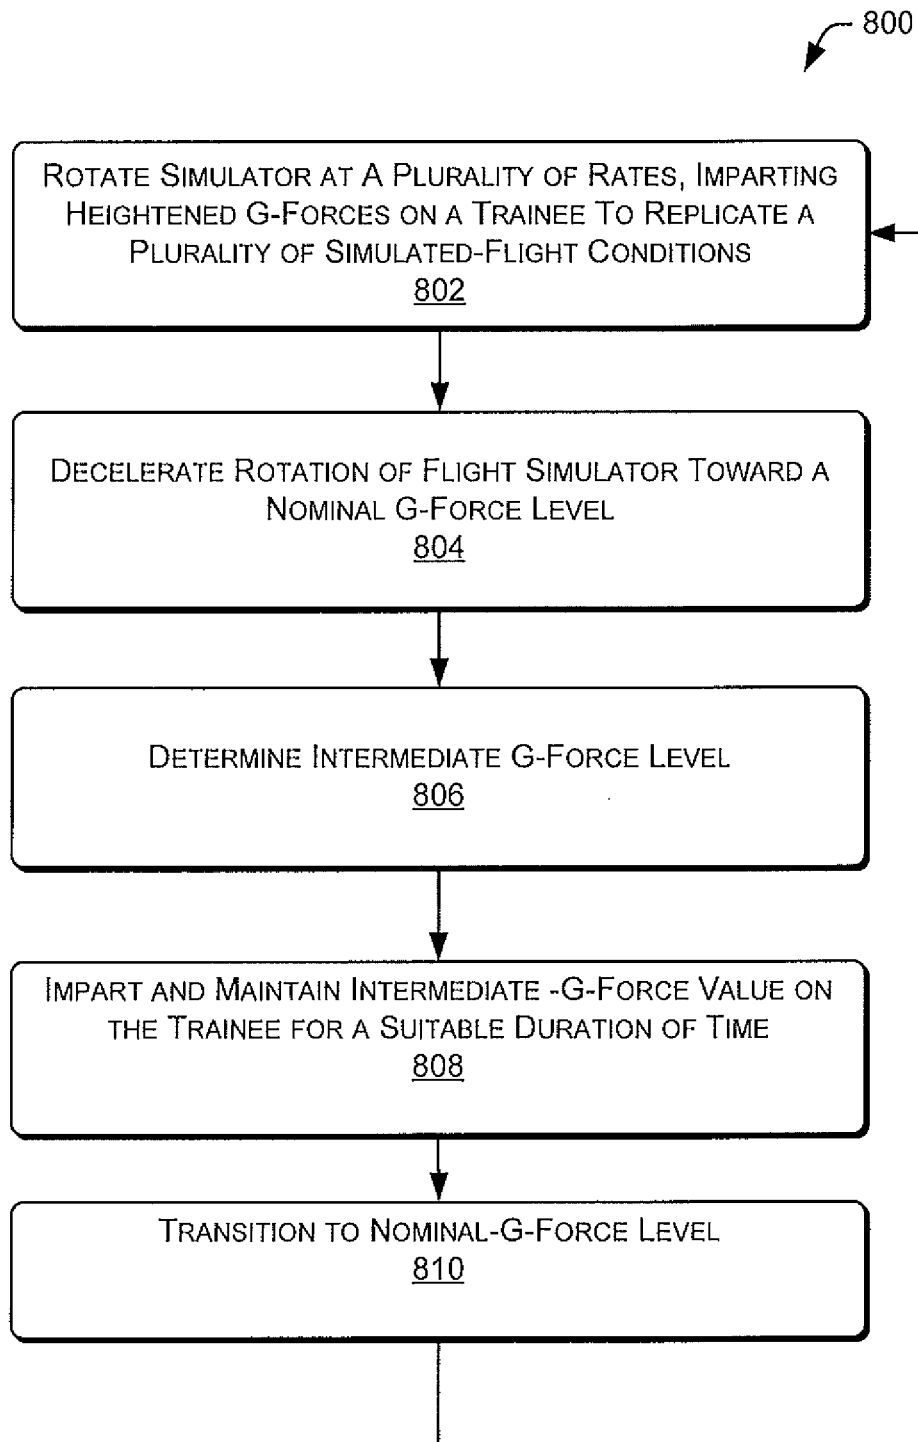 800
ROTATE SIMULATOR AT A PLURALITY OF RATES, IMPARTING
HEIGHTENED G-FORCES ON A TRAINEE TO REPLICATE A
PLURALITY OF SIMULATED-FLIGHT CONDITIONS
802
DECELERATE ROTATION OF FLIGHT SIMULATOR TOWARD A
NOMINAL G-FORCE LEVEL
804
DETERMINE INTERMEDIATE G-FORCE LEVEL
806
IMPART AND MAINTAIN INTERMEDIATE -G-FORCE VALUE ON
THE TRAINEE FOR A SUITABLE DURATION OF TIME
808
TRANSITION TO NOMINAL-G-FORCE LEVEL
810